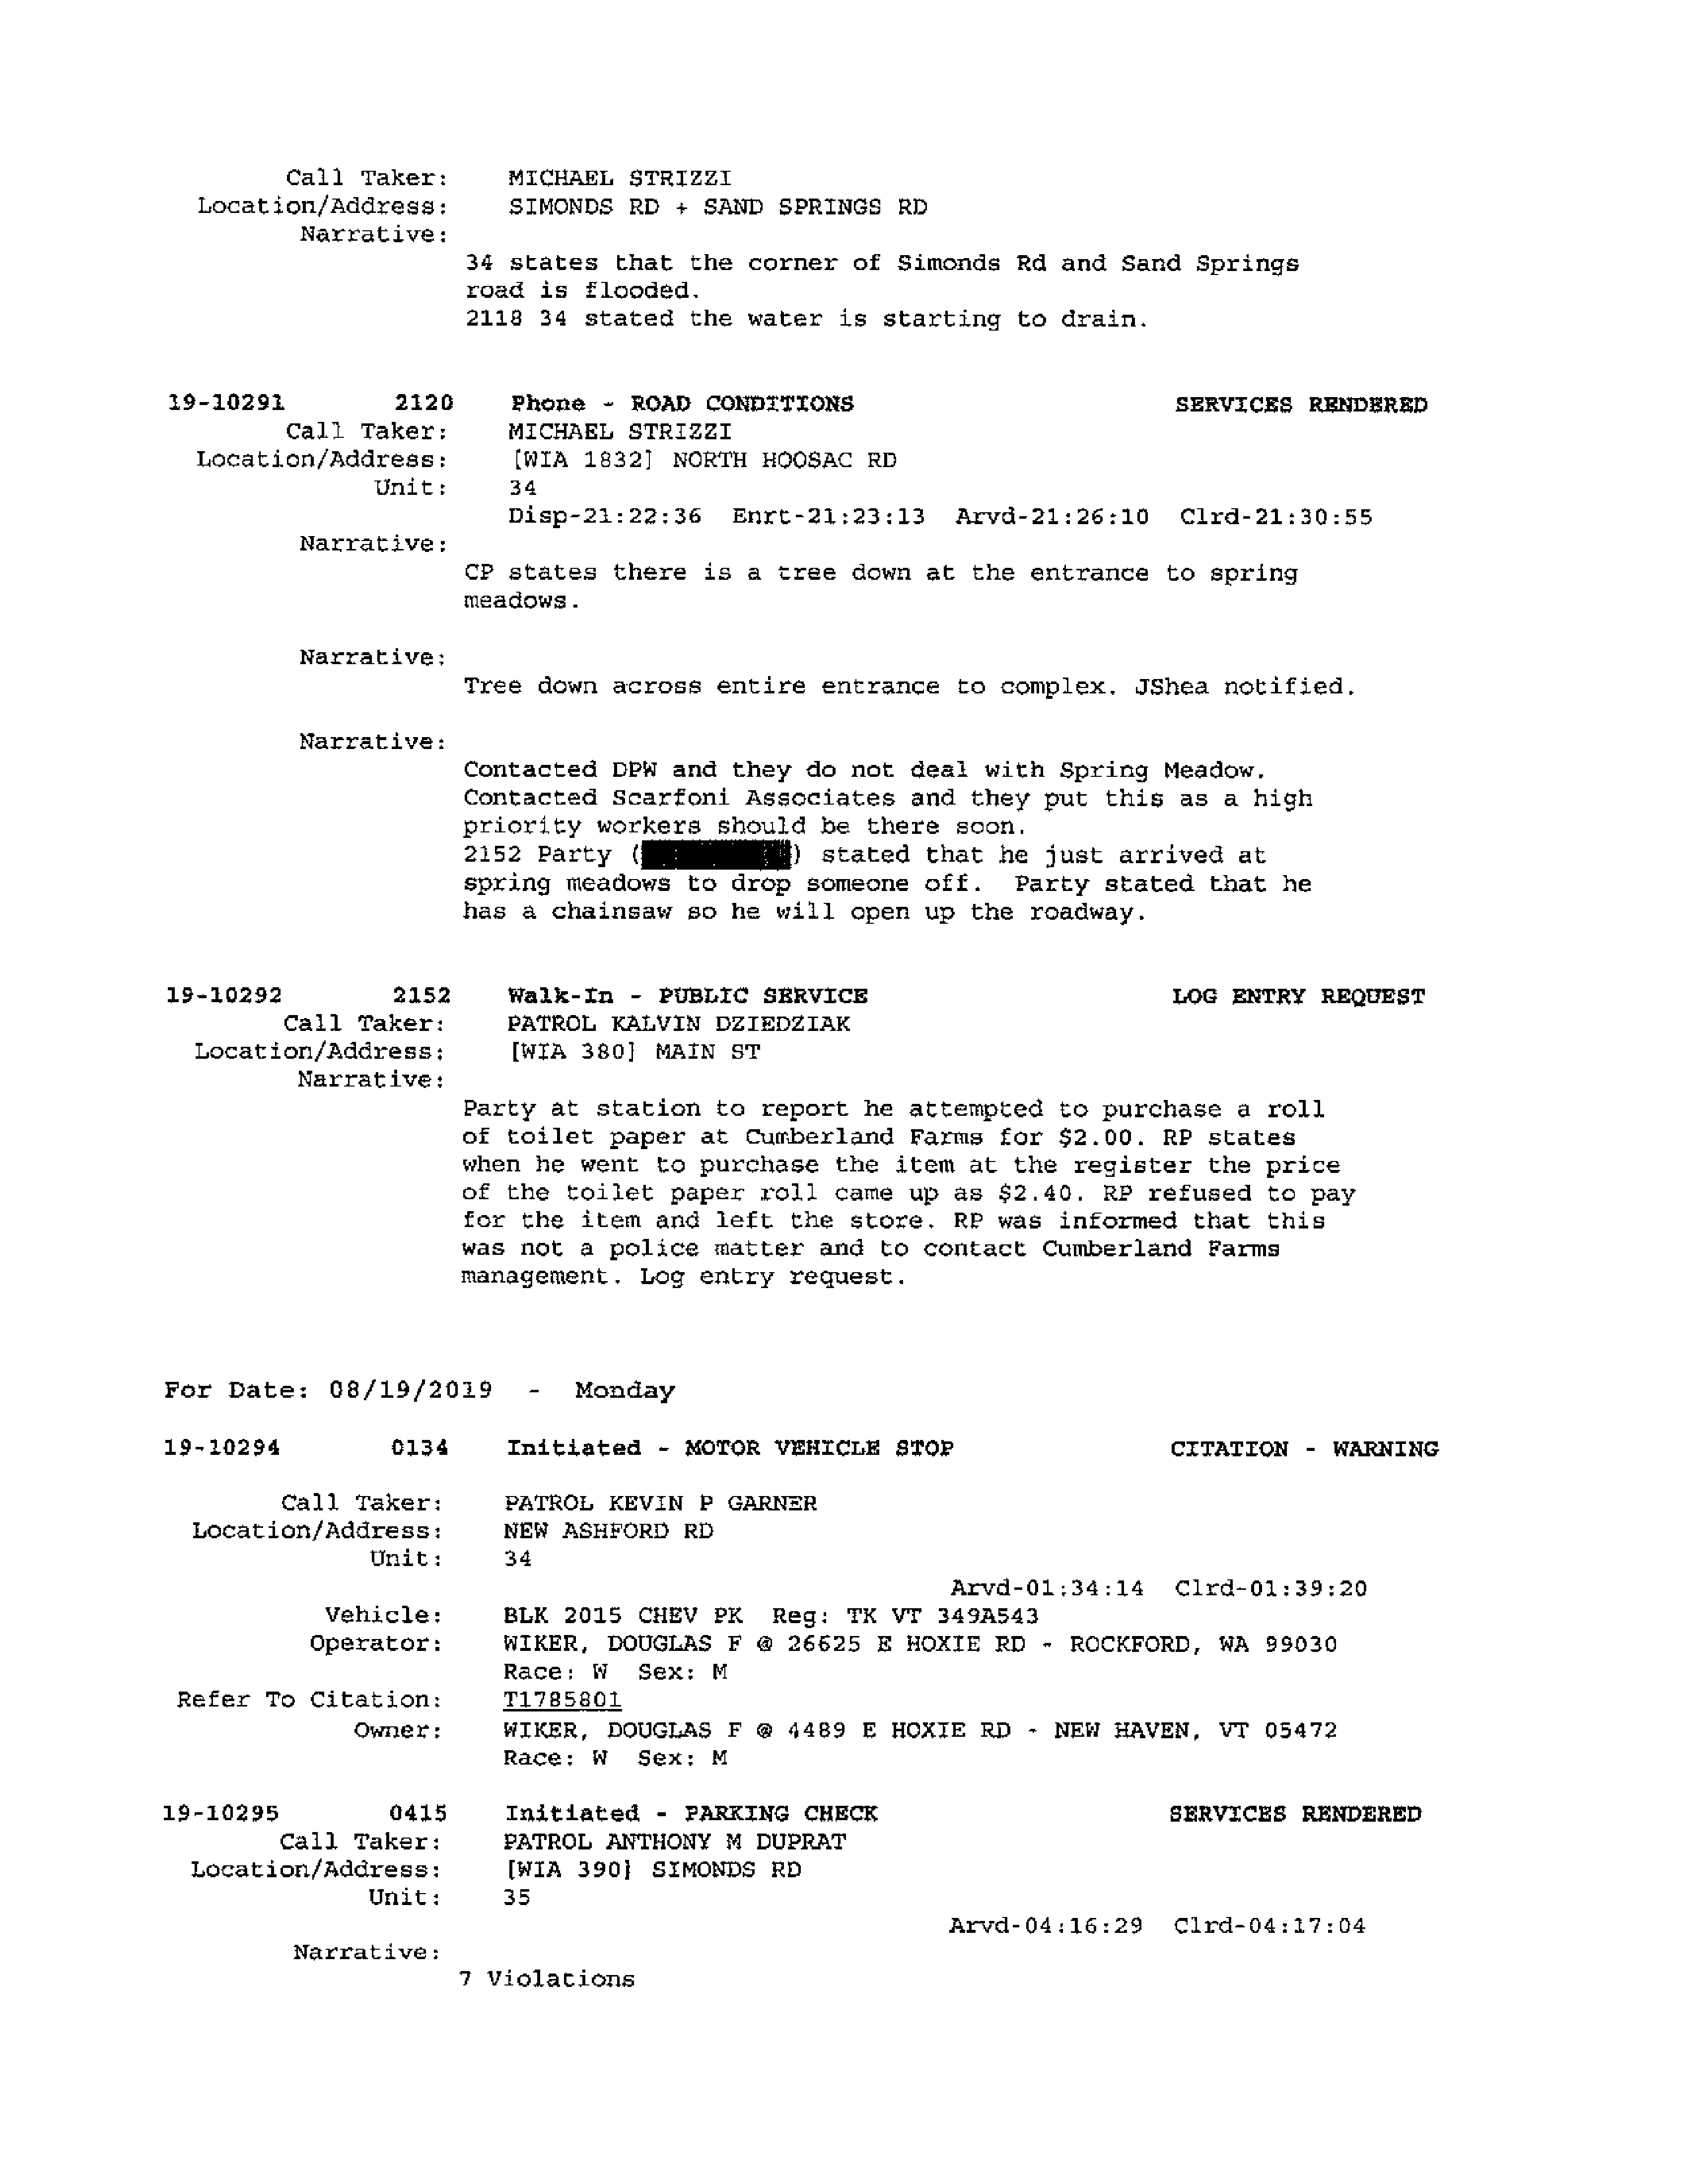 Call Taker: MICHAEL STRIZZI
Location/Address: SIMONDS RD + SAND SPRINGS RD
Narrative:
34 states that the corner of Simonds Rd and Sand Springs
road is flooded.
2118 34 stated the water is starting to drain.
19-10291 2120 Phone - ROAD CONDITIONS SERVICES RENDERED
Call Taker: MICHAEL STRIZZI
Location/Address: [WIA 1832] NORTH HOOSAC RD
Unit: 34
Disp-21:22:36 Enrt-21:23:13 Arvd-21:26:10 Clrd-21:30:55
Narrative:
CP states there is a tree down at the entrance to spring
meadows.
Narrative:
Tree down across entire entrance to complex. JShea notified.
Narrative:
Contacted DPW and they do not deal with Spring Meadow.
Contacted Scarfoni Associates and they put this as a high
priority workers should be there soon.
2152 Party ( ) stated that he just arrived at
spring meadows to drop someone off. Party stated that he
has a chainsaw so he will open up the roadway.
19-10292 2152 Walk-In - PUBLIC SERVICE LOG ENTRY REQUEST
Call Taker: PATROL KALVIN DZIEDZIAK
Location/Address: [WIA 380] MAIN ST
Narrative:
Party at station to report he attempted to purchase a roll
of toilet paper at Cumberland Farms for $2.00. RP states
when he went to purchase the item at the register the price
of the toilet paper roll came up as $2.40. RP refused to pay
for the item and left the store. RP was informed that this
was not a police matter and to contact Cumberland Farms
management. Log entry request.
For Date: 08/19/2019 - Monday
19-10294 0134 Initiated - MOTOR VEHICLE STOP CITATION - WARNING
Call Taker: PATROL KEVIN P GARNER
Location/Address: NEW ASHFORD RD
Unit: 34
Arvd-01:34:14 Clrd-01:39:20
Vehicle: BLK 2015 CHEV PK Reg: TK VT 349A543
Operator: WIKER, DOUGLAS F @ 26625 E HOXIE RD - ROCKFORD, WA 99030
Race: W Sex: M
Refer To Citation: T1785801
Owner: WIKER, DOUGLAS F @ 4489 E HOXIE RD - NEW HAVEN, VT 05472
Race: W Sex: M
19-10295 0415 Initiated - PARKING CHECK SERVICES RENDERED
Call Taker: PATROL ANTHONY M DUPRAT
Location/Address: [WIA 390] SIMONDS RD
Unit: 35
Arvd-04:16:29 Clrd-04:17:04
Narrative:
7 Violations